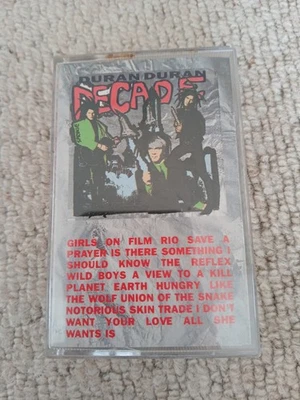 DURAN DURAN
DECADE
GIRLS ON FILM RIO SAVE A
PRAYER IS THERE SOMETHING I
SHOULD KNOW THE REFLEX
WILD BOYS A VIEW TO A KILL
PLANET EARTH HUNGRY LIKE
THE WOLF UNION OF THE SNAKE
NOTORIOUS SKIN TRADE I DON'T
WANT YOUR LOVE ALL SHE
WANTS IS